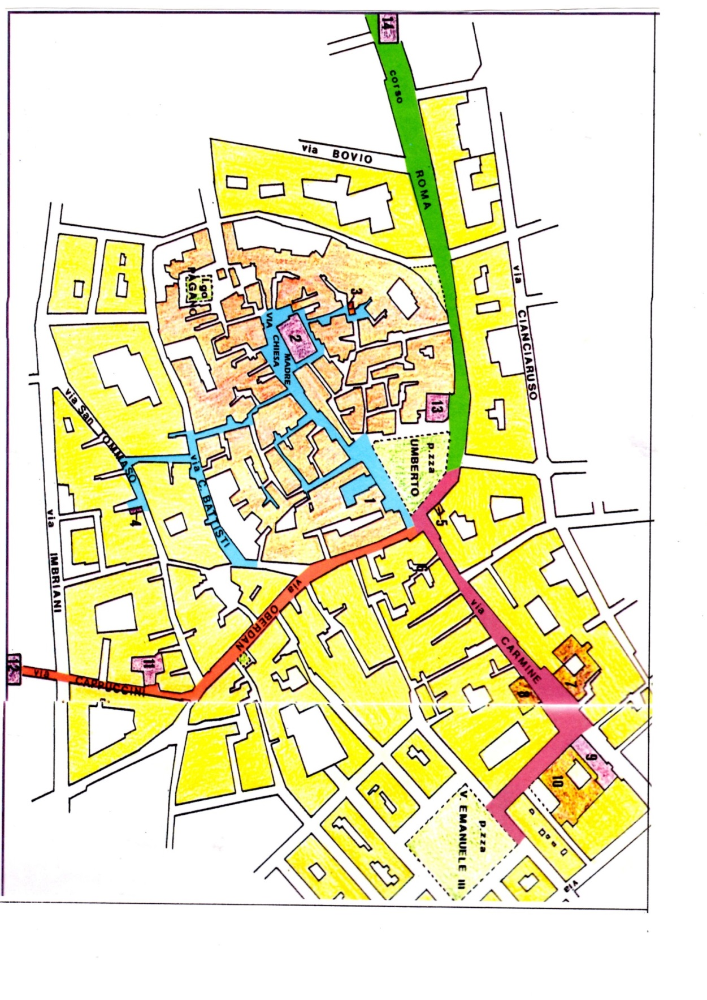 14
corso ROMA
via BOVIO
via CIANCIARUSO
l.go
PAGANO
3
2
VIA CHIESA
MADRE
13
p.zza
UMBERTO
via San TOMMASO
via C. BATTISTI
1
4
5
6
via IMBRIANI
via OBERDAN
via CARMINE
7
8
11
12
via CAPPUCCINI
9
10
p.zza
V. EMANUELE III
via